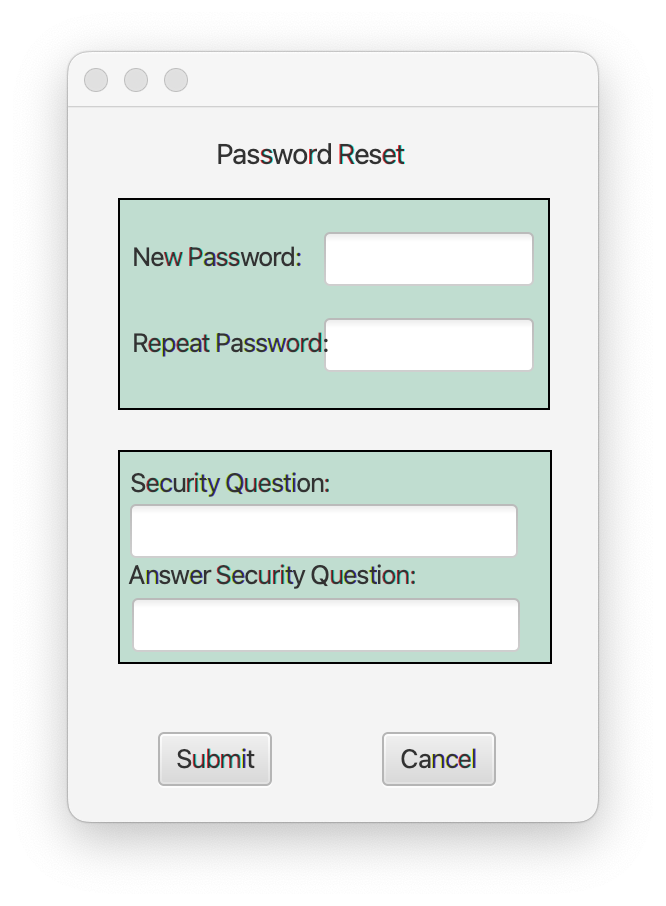 Password Reset
New Password:
Repeat Password:
Security Question:
Answer Security Question:
Submit
Cancel